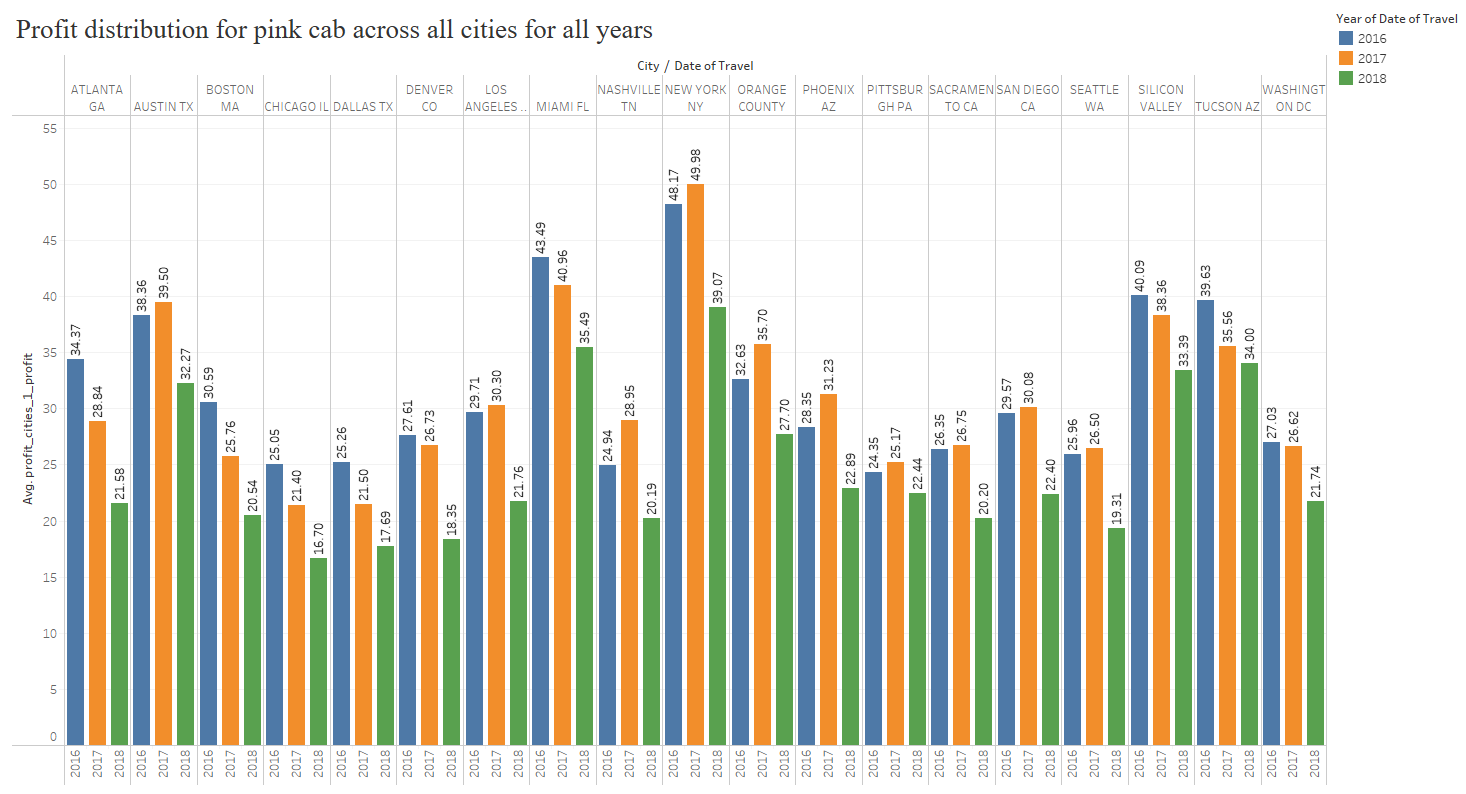 Profit distribution for pink cab across all cities for all years
Year of Date of Travel
2016
2017
2018
City / Date of Travel
ATLANTA GA
AUSTIN TX
BOSTON MA
CHICAGO IL
DALLAS TX
DENVER CO
LOS ANGELES ..
MIAMI FL
NASHVILLE TN
NEW YORK NY
ORANGE COUNTY
PHOENIX AZ
PITTSBUR GH PA
SACRAMEN TO CA
SAN DIEGO CA
SEATTLE WA
SILICON VALLEY
TUCSON AZ
WASHINGT ON DC
Avg. profit_cities_1_profit
55
50
45
40
35
30
25
20
15
10
5
0
34.37 28.84 21.58
38.36 39.50 32.27
30.59 25.76 20.54
25.05 21.40 16.70
25.26 21.50 17.69
27.61 26.73 18.35
29.71 30.30 21.76
43.49 40.96 35.49
24.94 28.95 20.19
48.17 49.98 39.07
32.63 35.70 27.70
28.35 31.23 22.89
24.35 25.17 22.44
26.35 26.75 20.20
29.57 30.08 22.40
25.96 26.50 19.31
40.09 38.36 33.39
39.63 35.56 34.00
27.03 26.62 21.74
2016 2017 2018 2016 2017 2018 2016 2017 2018 2016 2017 2018 2016 2017 2018 2016 2017 2018 2016 2017 2018 2016 2017 2018 2016 2017 2018 2016 2017 2018 2016 2017 2018 2016 2017 2018 2016 2017 2018 2016 2017 2018 2016 2017 2018 2016 2017 2018 2016 2017 2018 2016 2017 2018 2016 2017 2018